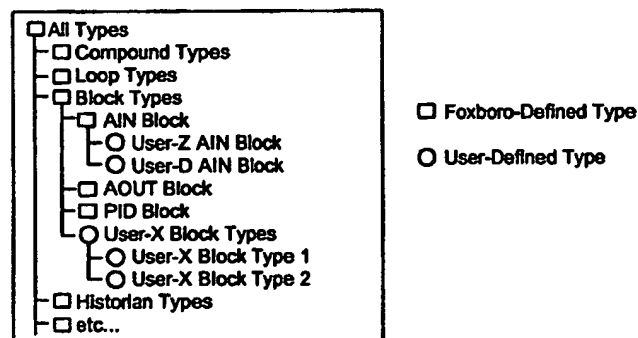 All Types
Compound Types
Loop Types
Block Types
AIN Block
User-Z AIN Block
User-D AIN Block
AOUT Block
PID Block
User-X Block Types
User-X Block Type 1
User-X Block Type 2
Historian Types
etc...
Foxboro-Defined Type
User-Defined Type